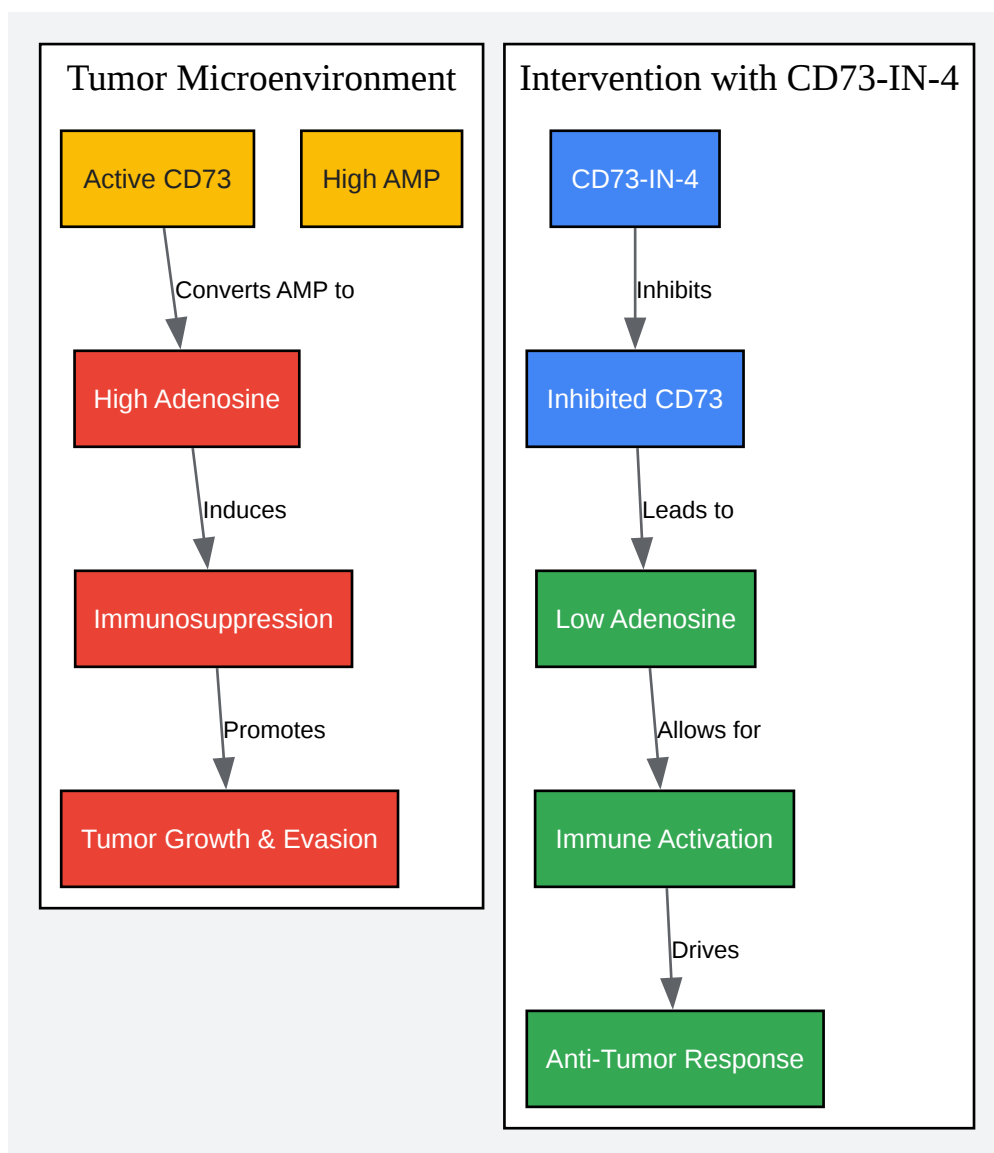 Tumor Microenvironment
Active CD73
High AMP
Converts AMP to
High Adenosine
Induces
Immunosuppression
Promotes
Tumor Growth & Evasion
Intervention with CD73-IN-4
CD73-IN-4
Inhibits
Inhibited CD73
Leads to
Low Adenosine
Allows for
Immune Activation
Drives
Anti-Tumor Response